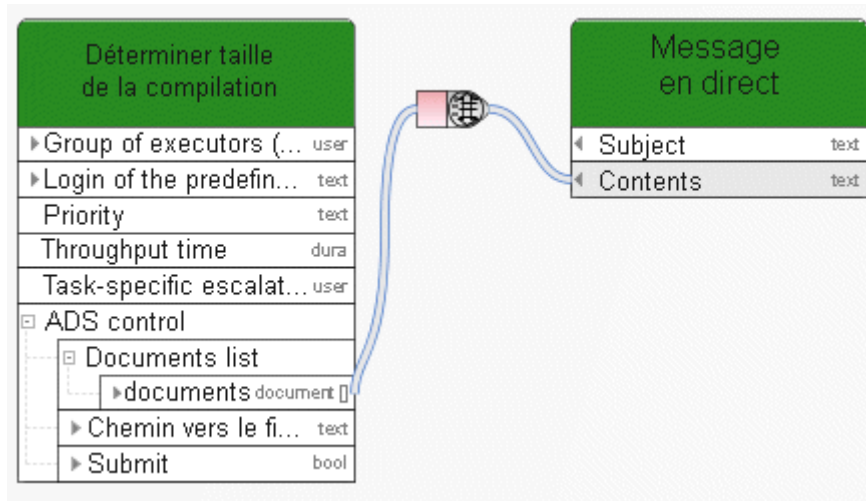 Déterminer taille
de la compilation
Group of executors (... user
Login of the predefin... text
Priority text
Throughput time dura
Task-specific escalat... user
ADS control
Documents list
documents document []
Chemin vers le fi... text
Submit bool
Message
en direct
Subject text
Contents text